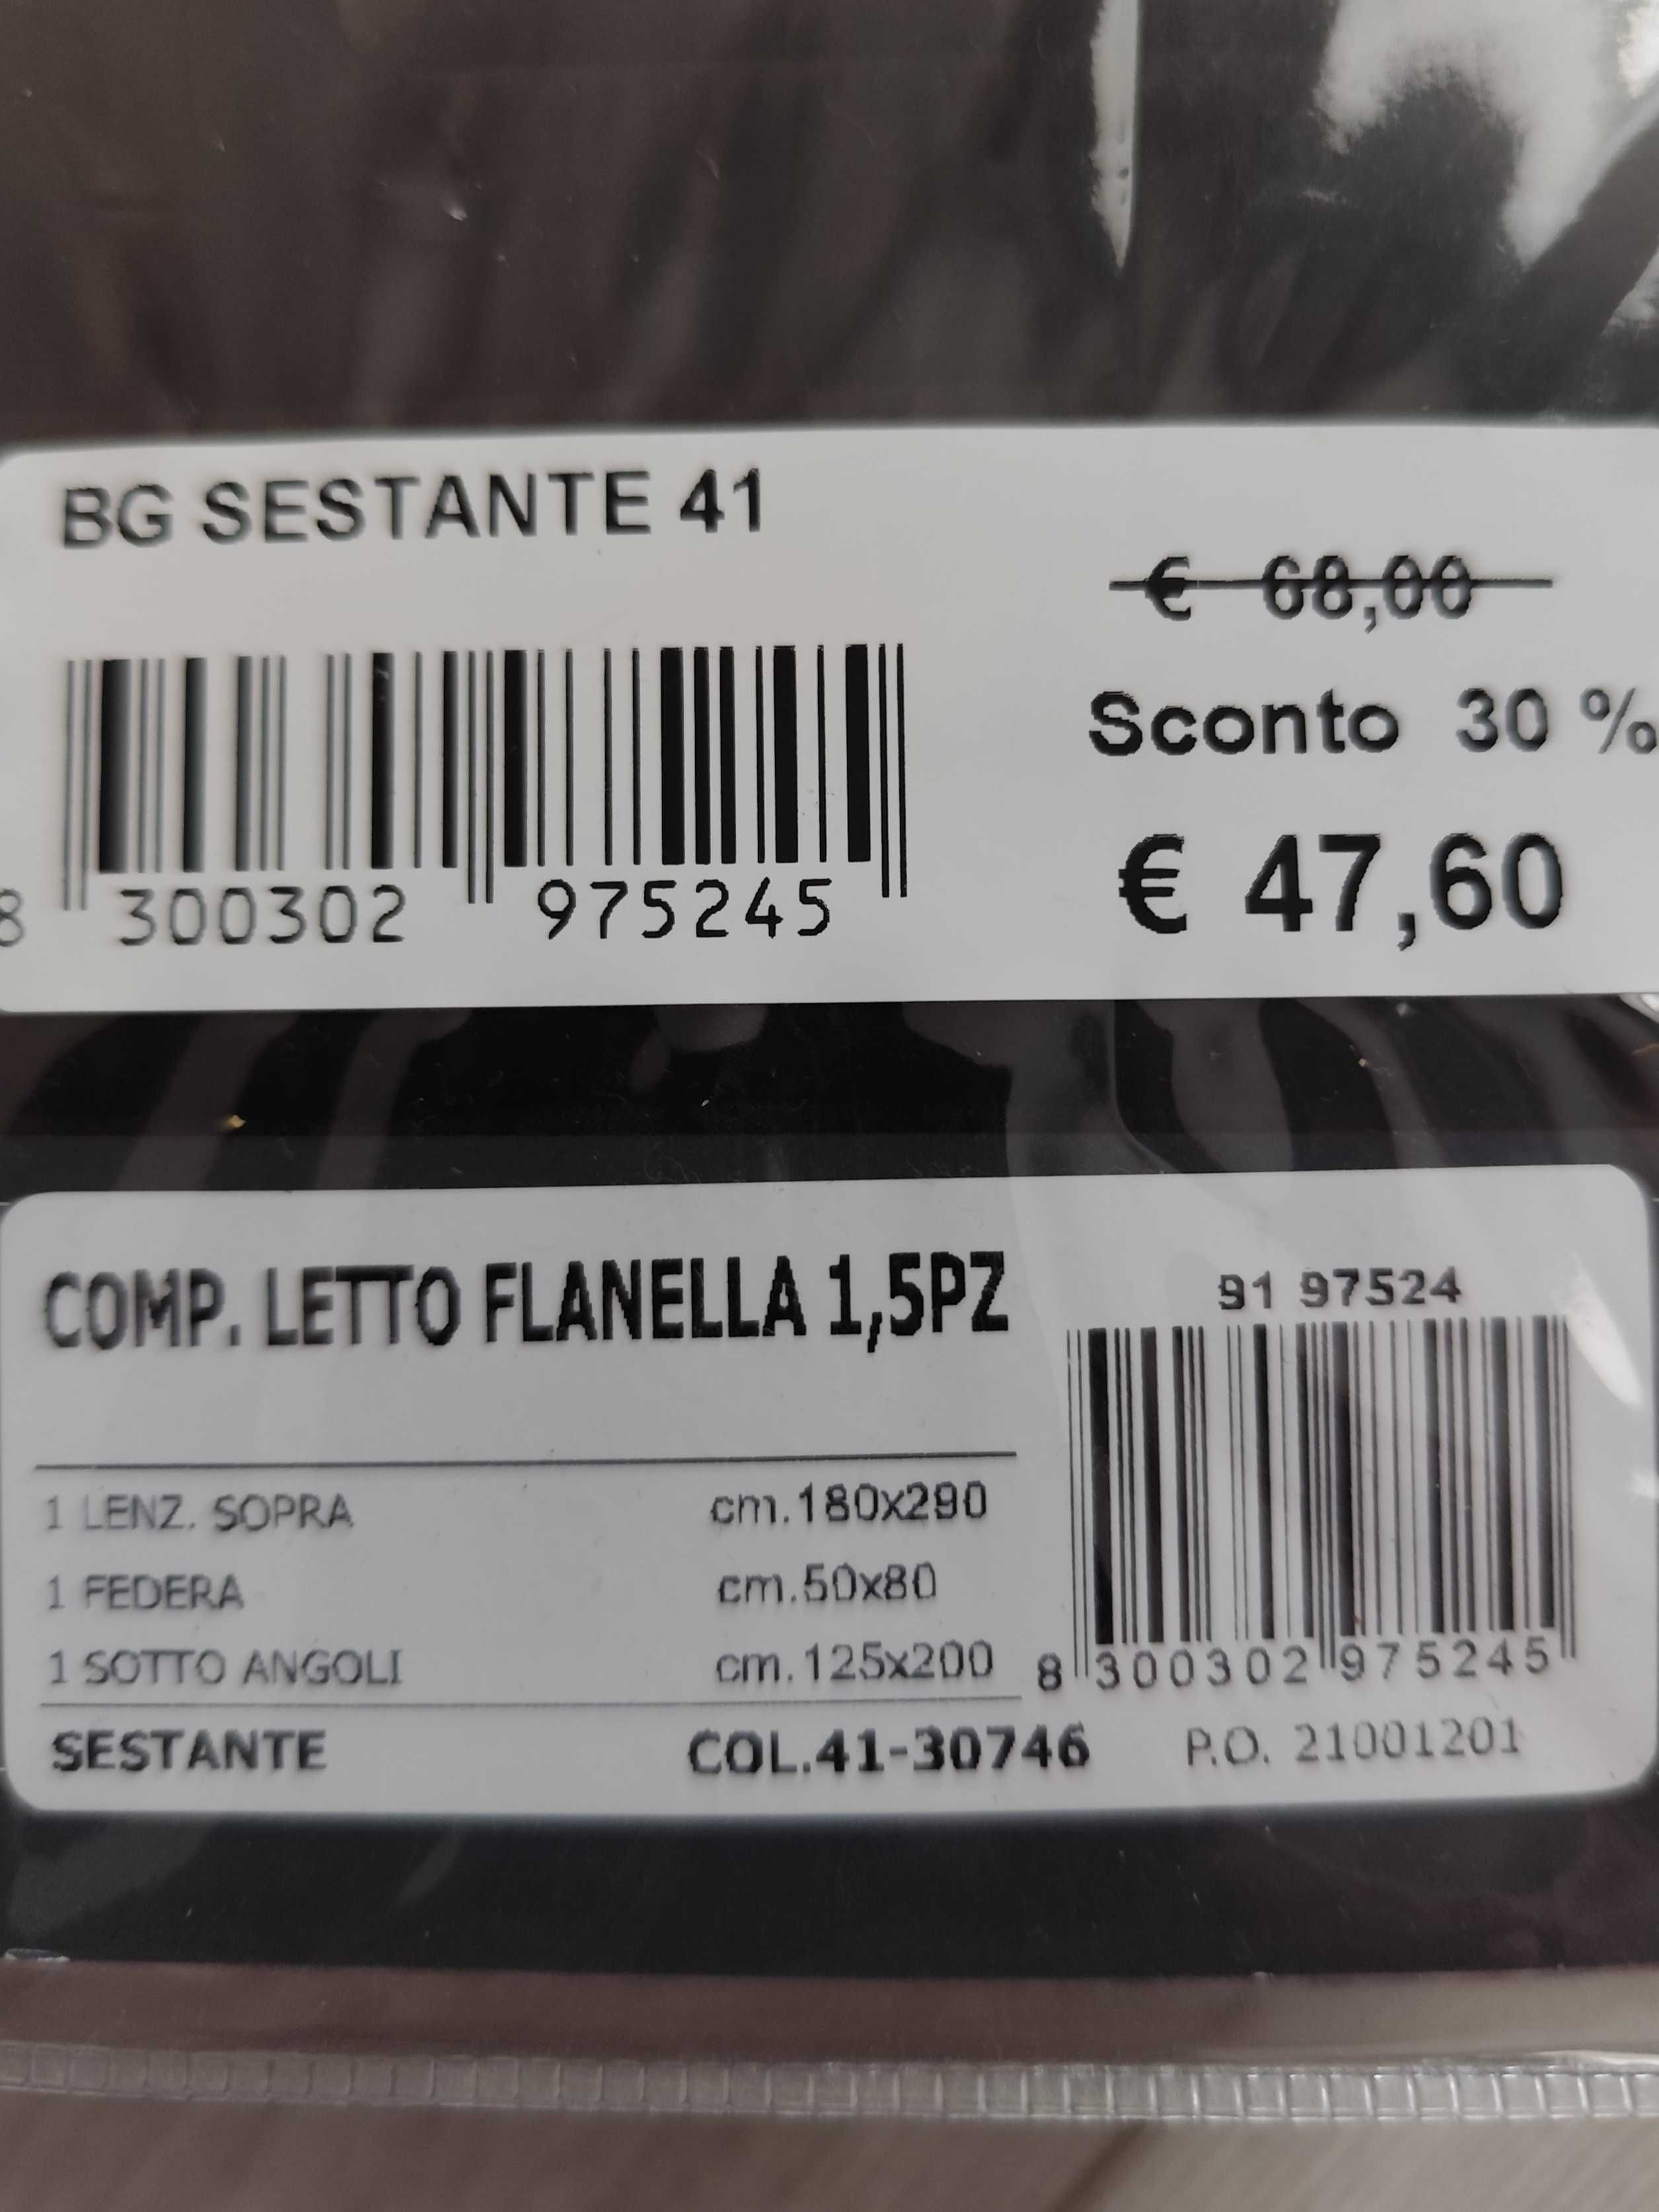 BG SESTANTE 41
€ 68,00
Sconto 30 %
€ 47,60
8 300302 975245
COMP. LETTO FLANELLA 1,5PZ
91 97524
1 LENZ. SOPRA cm.180x290
1 FEDERA cm.50x80
1 SOTTO ANGOLI cm.125x200
8 300302 975245
SESTANTE COL.41-30746 P.O. 21001201